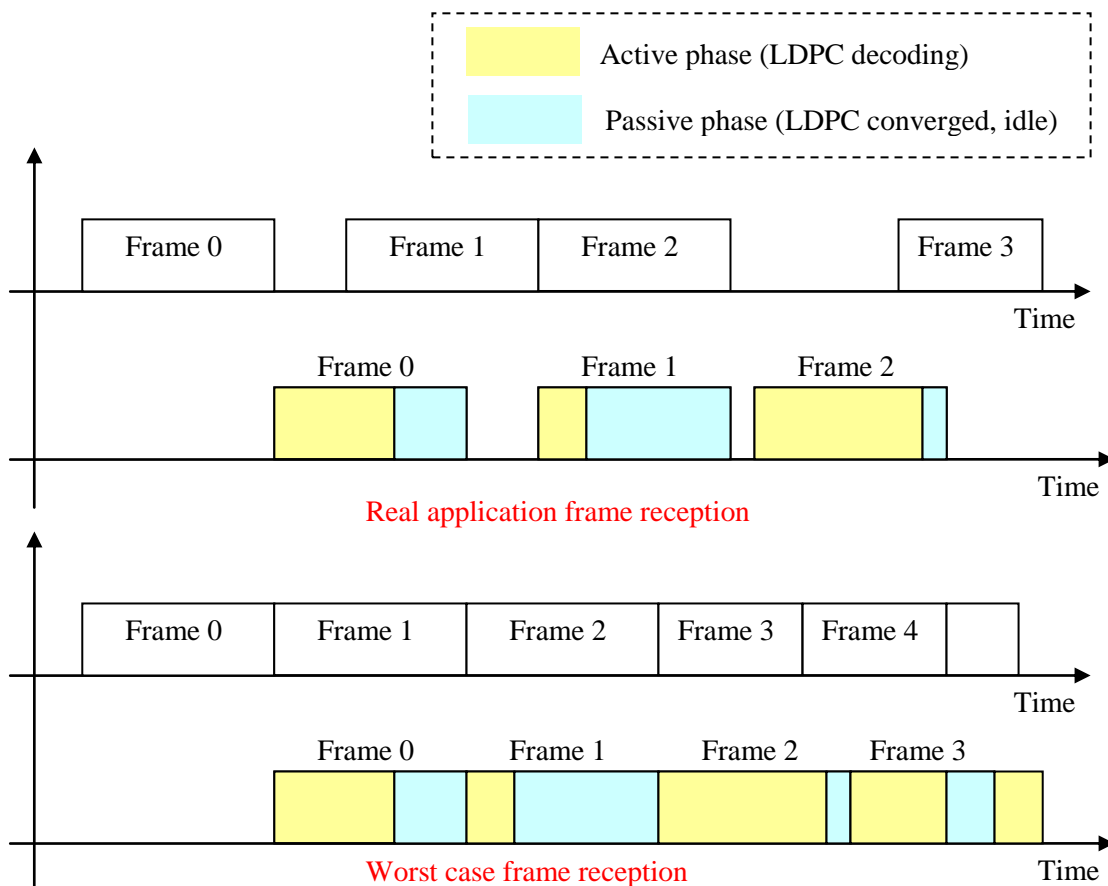 Active phase (LDPC decoding)
Passive phase (LDPC converged, idle)
Frame 0 Frame 1 Frame 2 Frame 3
Time
Frame 0 Frame 1 Frame 2
Time
Real application frame reception
Frame 0 Frame 1 Frame 2 Frame 3 Frame 4
Time
Frame 0 Frame 1 Frame 2 Frame 3
Time
Worst case frame reception